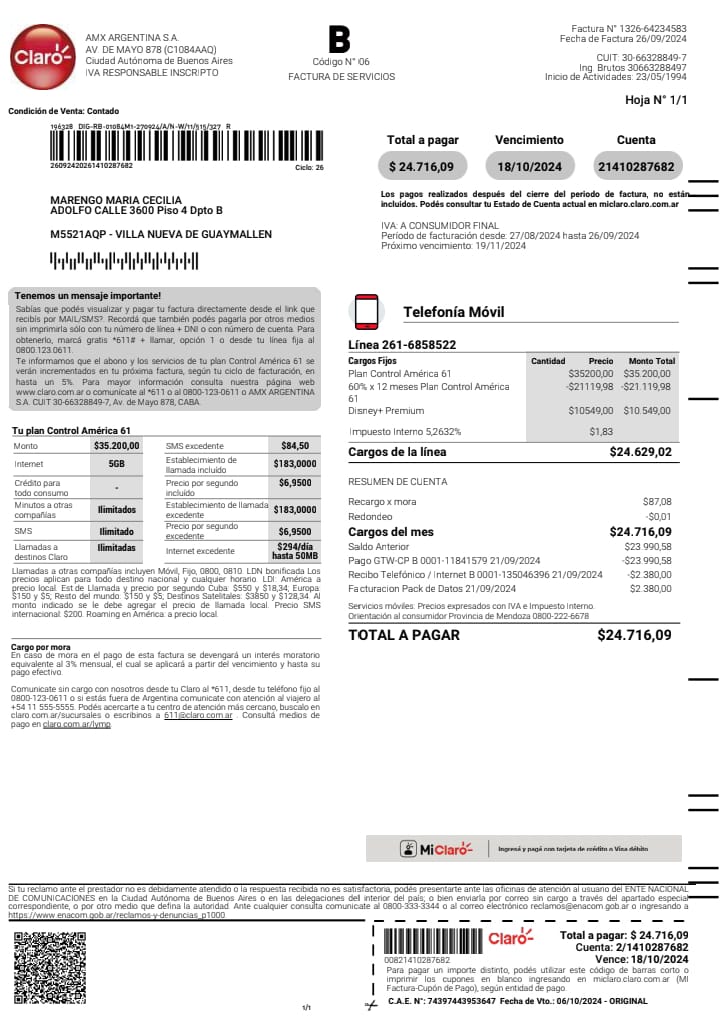 Claro
AMX ARGENTINA S.A.
AV. DE MAYO 878 (C1084AAQ)
Ciudad Autónoma de Buenos Aires
IVA RESPONSABLE INSCRIPTO
B
Código N° 06
FACTURA DE SERVICIOS
Factura N° 1326-64234583
Fecha de Factura 26/09/2024
CUIT: 30-66328849-7
Ing. Brutos 30663288497
Inicio de Actividades: 23/05/1994
Hoja N° 1/1
Condición de Venta: Contado
196328 DIG-RB-01084M1-270924/A/N-W/11/515/327 R
26092420261410287682
Ciclo: 26
Total a pagar Vencimiento Cuenta
$ 24.716,09 18/10/2024 21410287682
Los pagos realizados después del cierre del periodo de factura, no están
incluidos. Podés consultar tu Estado de Cuenta actual en miclaro.claro.com.ar
MARENGO MARIA CECILIA
ADOLFO CALLE 3600 Piso 4 Dpto B
M5521AQP - VILLA NUEVA DE GUAYMALLEN
IVA: A CONSUMIDOR FINAL
Período de facturación desde: 27/08/2024 hasta 26/09/2024
Próximo vencimiento: 19/11/2024
Tenemos un mensaje importante!
Sabías que podés visualizar y pagar tu factura directamente desde el link que
recibís por MAIL/SMS?. Recordá que también podés pagarla por otros medios
sin imprimirla sólo con tu número de línea + DNI o con número de cuenta. Para
obtenerlo, marcá gratis *611# + llamar, opción 1 o desde tu línea fija al
0800.123.0611.
Te informamos que el abono y los servicios de tu plan Control América 61 se
verán incrementados en tu próxima factura, según tu ciclo de facturación, en
hasta un 5%. Para mayor información consulta nuestra página web
www.claro.com.ar o comunicate al *611 o al 0800-123-0611 o AMX ARGENTINA
S.A. CUIT 30-66328849-7, Av. de Mayo 878, CABA.
Tu plan Control América 61
Monto $35.200,00 SMS excedente $84,50
Internet 5GB Establecimiento de llamada incluído $183,0000
Crédito para todo consumo - Precio por segundo incluído $6,9500
Minutos a otras compañías Ilimitados Establecimiento de llamada excedente $183,0000
SMS Ilimitado Precio por segundo excedente $6,9500
Llamadas a destinos Claro Ilimitadas Internet excedente $294/día hasta 50MB
Llamadas a otras compañías incluyen Móvil, Fijo, 0800, 0810. LDN bonificada Los
precios aplican para todo destino nacional y cualquier horario. LDI: América a
precio local. Est de Llamada y precio por segundo Cuba: $550 y $18,34; Europa:
$150 y $5; Resto del mundo: $150 y $5; Destinos Satelitales: $3850 y $128,34. Al
monto indicado se le debe agregar el precio de llamada local. Precio SMS
internacional: $200. Roaming en América: a precio local.
Cargo por mora
En caso de mora en el pago de esta factura se devengará un interés moratorio
equivalente al 3% mensual, el cual se aplicará a partir del vencimiento y hasta su
pago efectivo.
Comunicate sin cargo con nosotros desde tu Claro al *611, desde tu teléfono fijo al
0800-123-0611 o si estás fuera de Argentina comunicate con atención al viajero al
+54 11 555-5555. Podés acercarte a tu centro de atención más cercano, buscalo en
claro.com.ar/sucursales o escribinos a 611@claro.com.ar . Consultá medios de
pago en claro.com.ar/lymp
Telefonía Móvil
Línea 261-6858522
Cargos Fijos Cantidad Precio Monto Total
Plan Control América 61 $35200,00 $35.200,00
60% x 12 meses Plan Control América -$21119,98 -$21.119,98
61
Disney+ Premium $10549,00 $10.549,00
Impuesto Interno 5,2632% $1,83
Cargos de la línea $24.629,02
RESUMEN DE CUENTA
Recargo x mora $87,08
Redondeo -$0,01
Cargos del mes $24.716,09
Saldo Anterior $23.990,58
Pago GTW-CP B 0001-11841579 21/09/2024 -$23.990,58
Recibo Telefónico / Internet B 0001-135046396 21/09/2024 -$2.380,00
Facturacion Pack de Datos 21/09/2024 $2.380,00
Servicios móviles: Precios expresados con IVA e Impuesto Interno.
Orientación al consumidor Provincia de Mendoza 0800-222-6678
TOTAL A PAGAR $24.716,09
MiClaro Ingresá y pagá con tarjeta de crédito o Visa débito
Si tu reclamo ante el prestador no es debidamente atendido o la respuesta recibida no es satisfactoria, podés presentarte ante las oficinas de atención al usuario del ENTE NACIONAL
DE COMUNICACIONES en la Ciudad Autónoma de Buenos Aires o en las delegaciones del interior del país; o bien enviarla por correo sin cargo a través del apartado especial
correspondiente, o por otro medio que defina la autoridad. Ante cualquier consulta comunicate al 0800-333-3344 o al correo electrónico reclamos@enacom.gob.ar o ingresando a
https://www.enacom.gob.ar/reclamos-y-denuncias_p1000
00821410287682
Claro
Total a pagar: $ 24.716,09
Cuenta: 2/1410287682
Vence: 18/10/2024
Para pagar un importe distinto, podés utilizar este código de barras corto o
imprimir los cupones en blanco ingresando en miclaro.claro.com.ar (Mi
Factura-Cupón de Pago), según entidad de pago.
C.A.E. N°: 74397443953647 Fecha de Vto.: 06/10/2024 - ORIGINAL
1/1